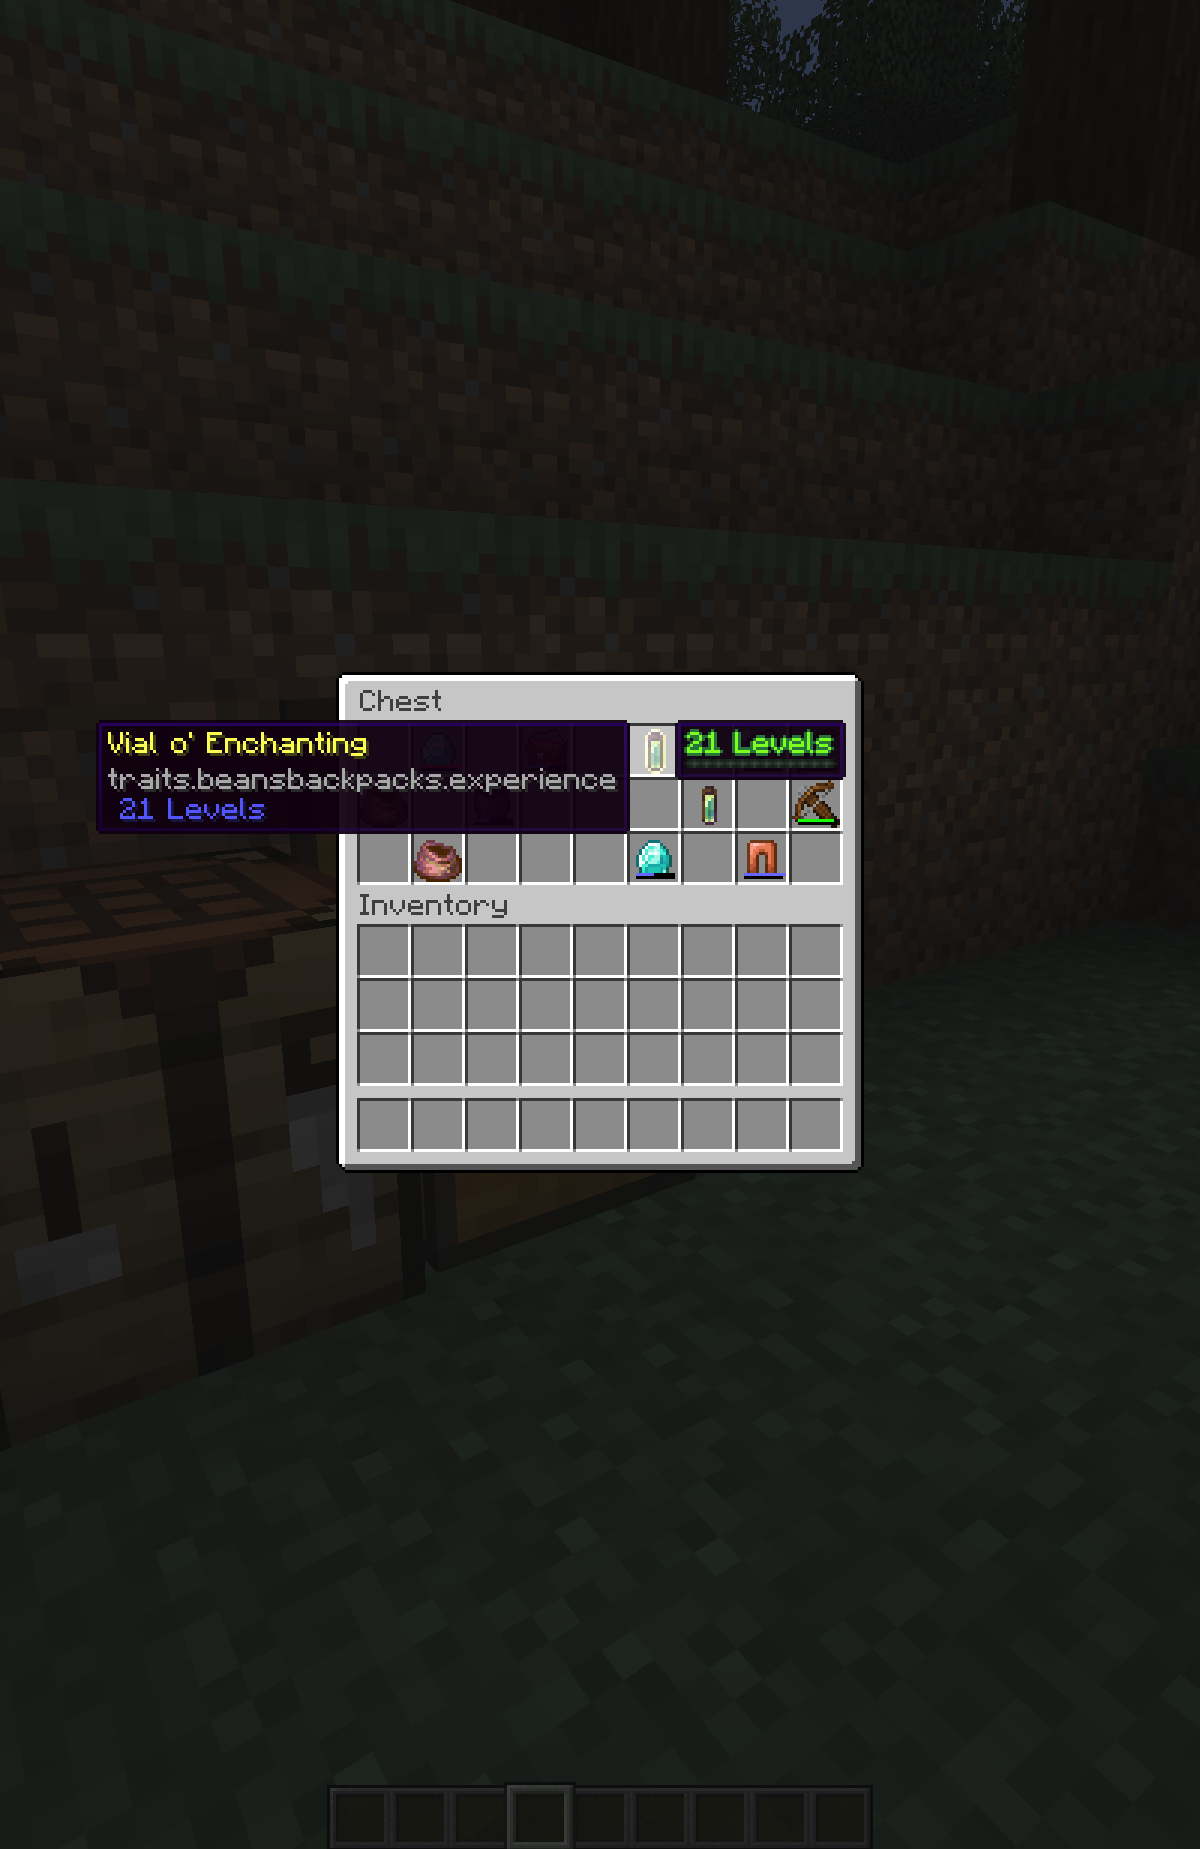 Chest
Vial o' Enchanting
traits.beansbackpacks.experience
21 Levels
21 Levels
Inventory